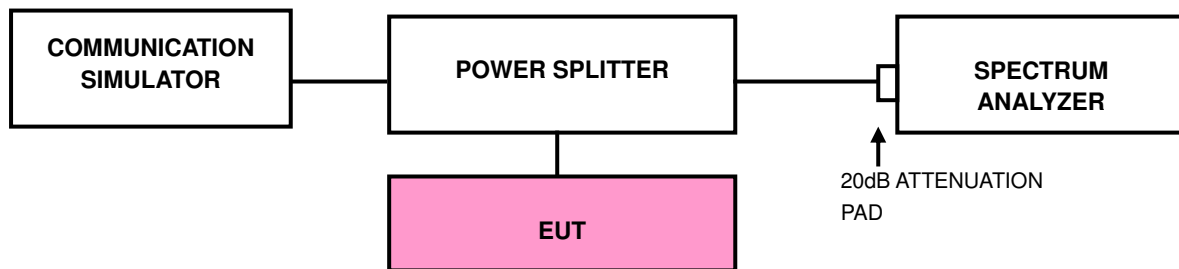 COMMUNICATION
SIMULATOR
POWER SPLITTER
SPECTRUM
ANALYZER
20dB ATTENUATION
PAD
EUT